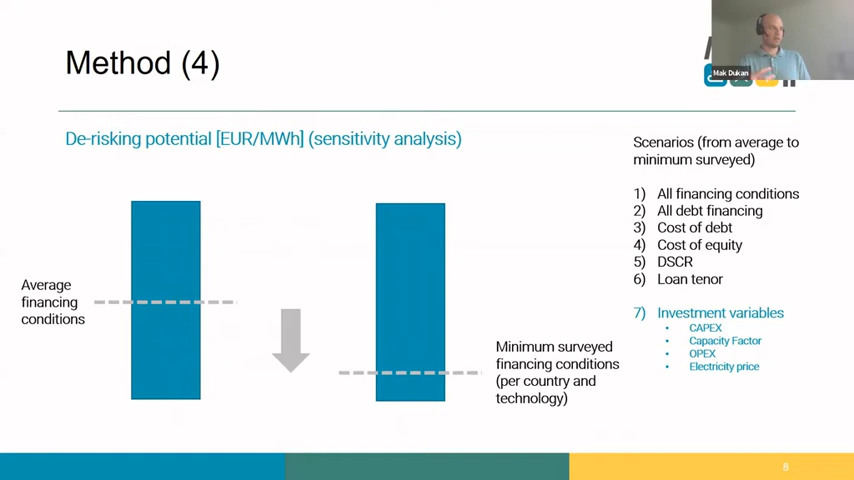 Method (4)
Mak Dukan
De-risking potential [EUR/MWh] (sensitivity analysis)
Average
financing
conditions
Minimum surveyed
financing conditions
(per country and
technology)
Scenarios (from average to
minimum surveyed)
1) All financing conditions
2) All debt financing
3) Cost of debt
4) Cost of equity
5) DSCR
6) Loan tenor
7) Investment variables
• CAPEX
• Capacity Factor
• OPEX
• Electricity price
8